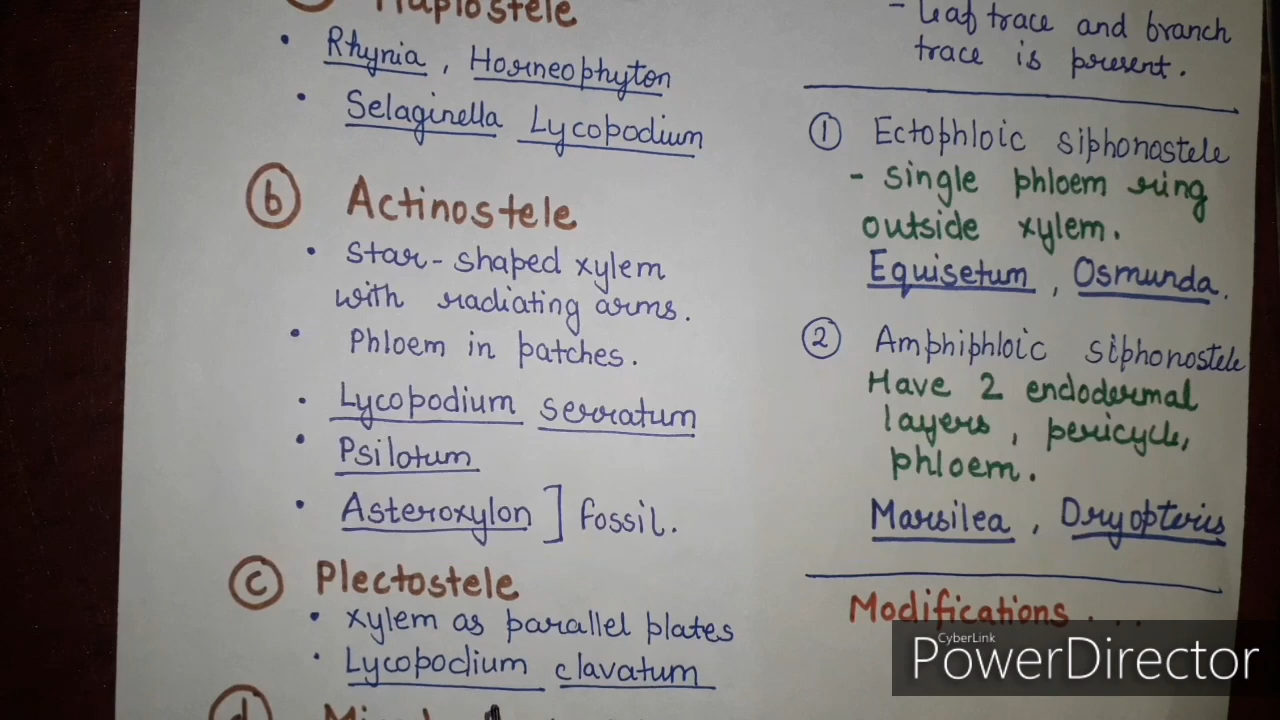 Haplostele
• Rhynia, Horneophyton
• Selaginella Lycopodium
b Actinostele
• Star-shaped xylem
with radiating arms.
• Phloem in patches.
• Lycopodium serratum
• Psilotum
• Asteroxylon ] fossil.
c Plectostele
• xylem as parallel plates
• Lycopodium clavatum
d
- Leaf trace and branch
trace is present.
1 Ectophloic siphonostele
- single phloem ring
outside xylem.
Equisetum, Osmunda.
2 Amphiphloic siphonostele
Have 2 endodermal
layers, pericycle,
phloem.
Marsilea, Dryopteris
Modifications...
CyberLink
PowerDirector